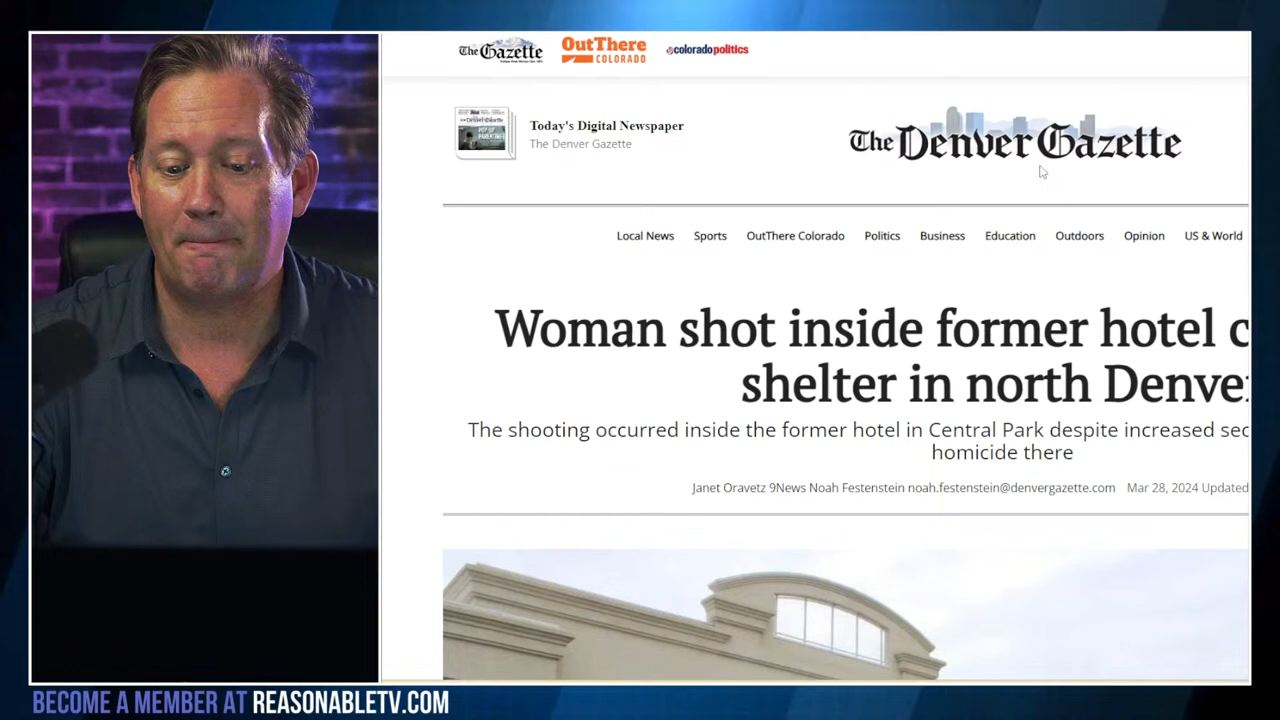 The Gazette
OutThere
COLORADO
coloradopolitics
Today's Digital Newspaper
The Denver Gazette
The Denver Gazette
Local News Sports OutThere Colorado Politics Business Education Outdoors Opinion US & World
Woman shot inside former hotel c
shelter in north Denve
The shooting occurred inside the former hotel in Central Park despite increased sec
homicide there
Janet Oravetz 9News Noah Festenstein noah.festenstein@denvergazette.com Mar 28, 2024 Updated
BECOME A MEMBER AT REASONABLETV.COM